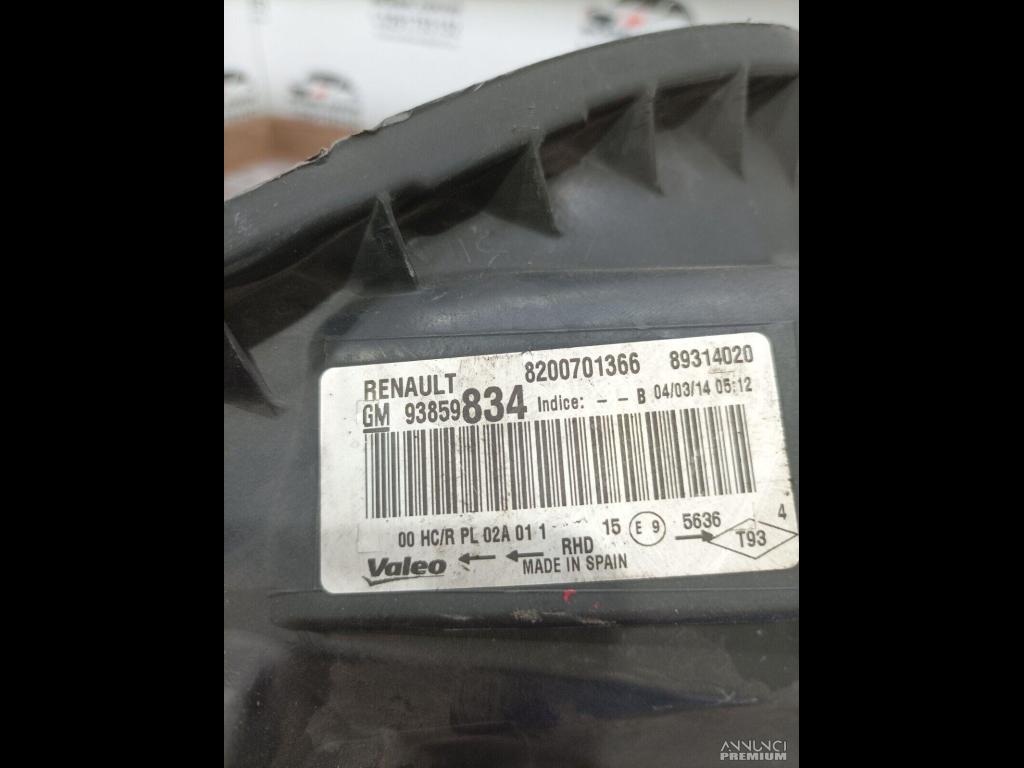 RENAULT 8200701366 89314020
GM 93859834 Indice: - - B 04/03/14 05:12
00 HC/R PL 02A 01 1 15 E 9 5636 4
Valeo RHD T93
MADE IN SPAIN
ANNUNCI
PREMIUM